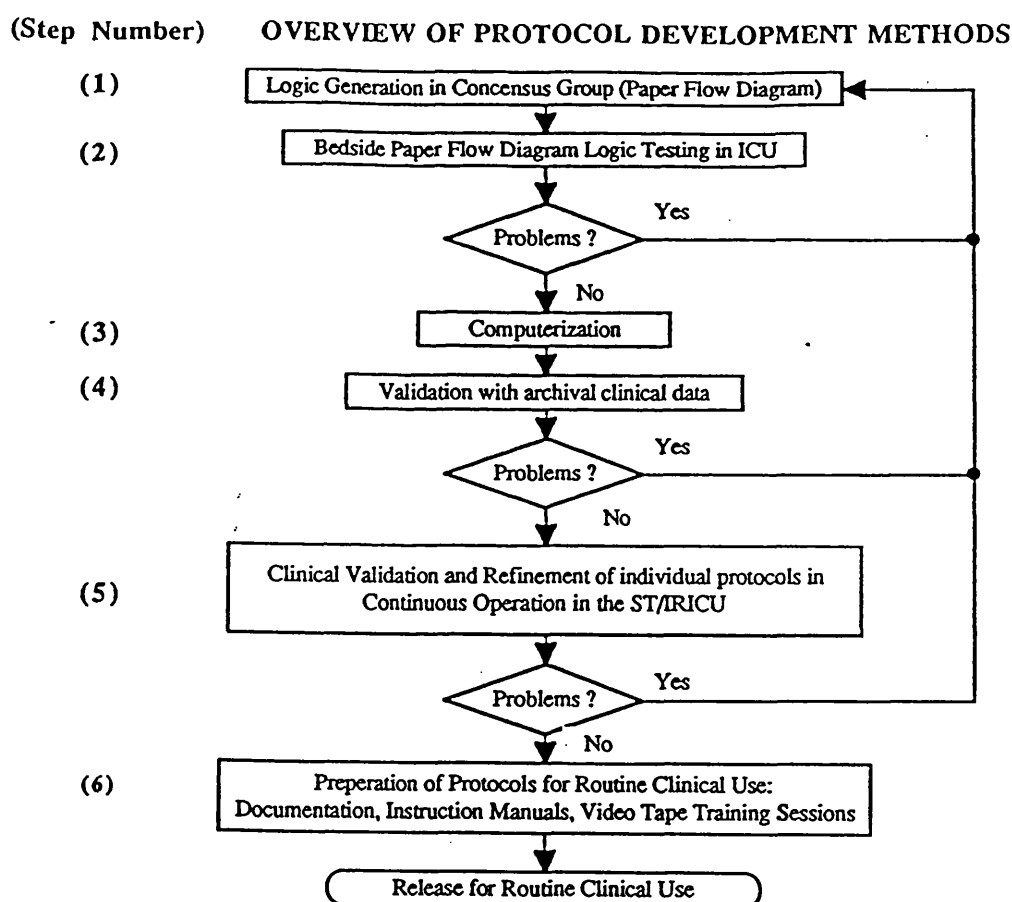 (Step Number) OVERVIEW OF PROTOCOL DEVELOPMENT METHODS
(1) Logic Generation in Concensus Group (Paper Flow Diagram)
(2) Bedside Paper Flow Diagram Logic Testing in ICU
Yes
Problems ?
No
(3) Computerization
(4) Validation with archival clinical data
Yes
Problems ?
No
Clinical Validation and Refinement of individual protocols in
(5) Continuous Operation in the ST/IRICU
Yes
Problems ?
No
(6) Preperation of Protocols for Routine Clinical Use:
Documentation, Instruction Manuals, Video Tape Training Sessions
Release for Routine Clinical Use